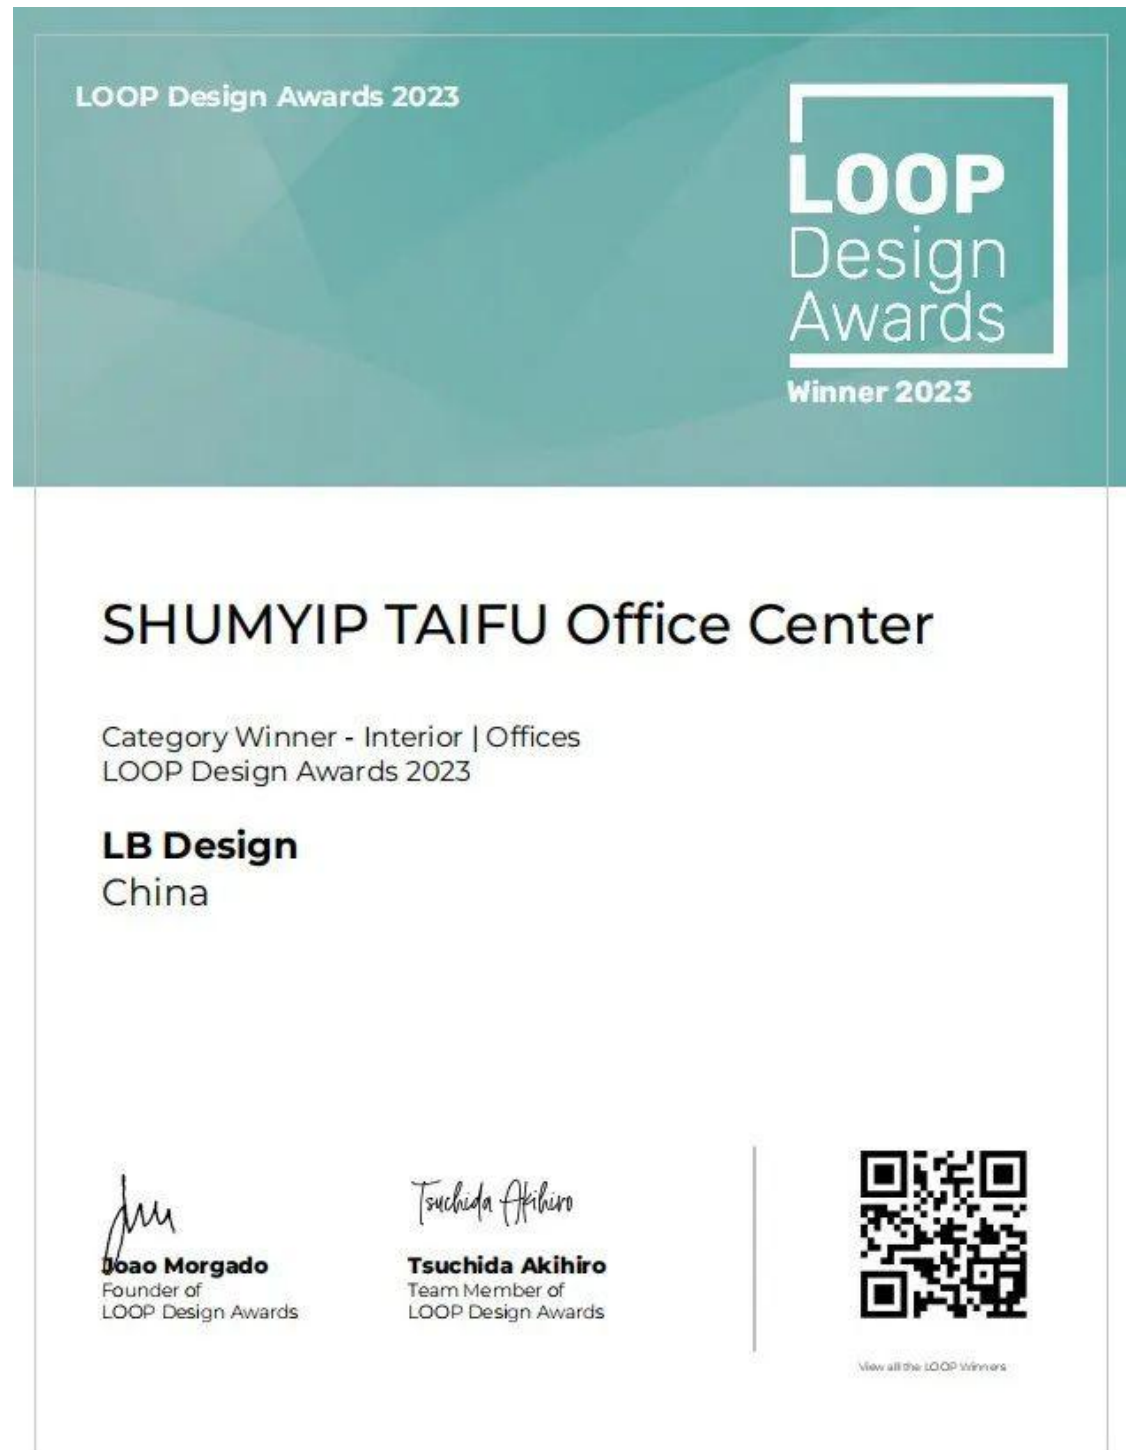 LOOP Design Awards 2023
LOOP
Design
Awards
Winner 2023
SHUMYIP TAIFU Office Center
Category Winner - Interior | Offices
LOOP Design Awards 2023
LB Design
China
Tsuchida Akihiro
Joao Morgado
Founder of
LOOP Design Awards
Tsuchida Akihiro
Team Member of
LOOP Design Awards
View all the LOOP Winners